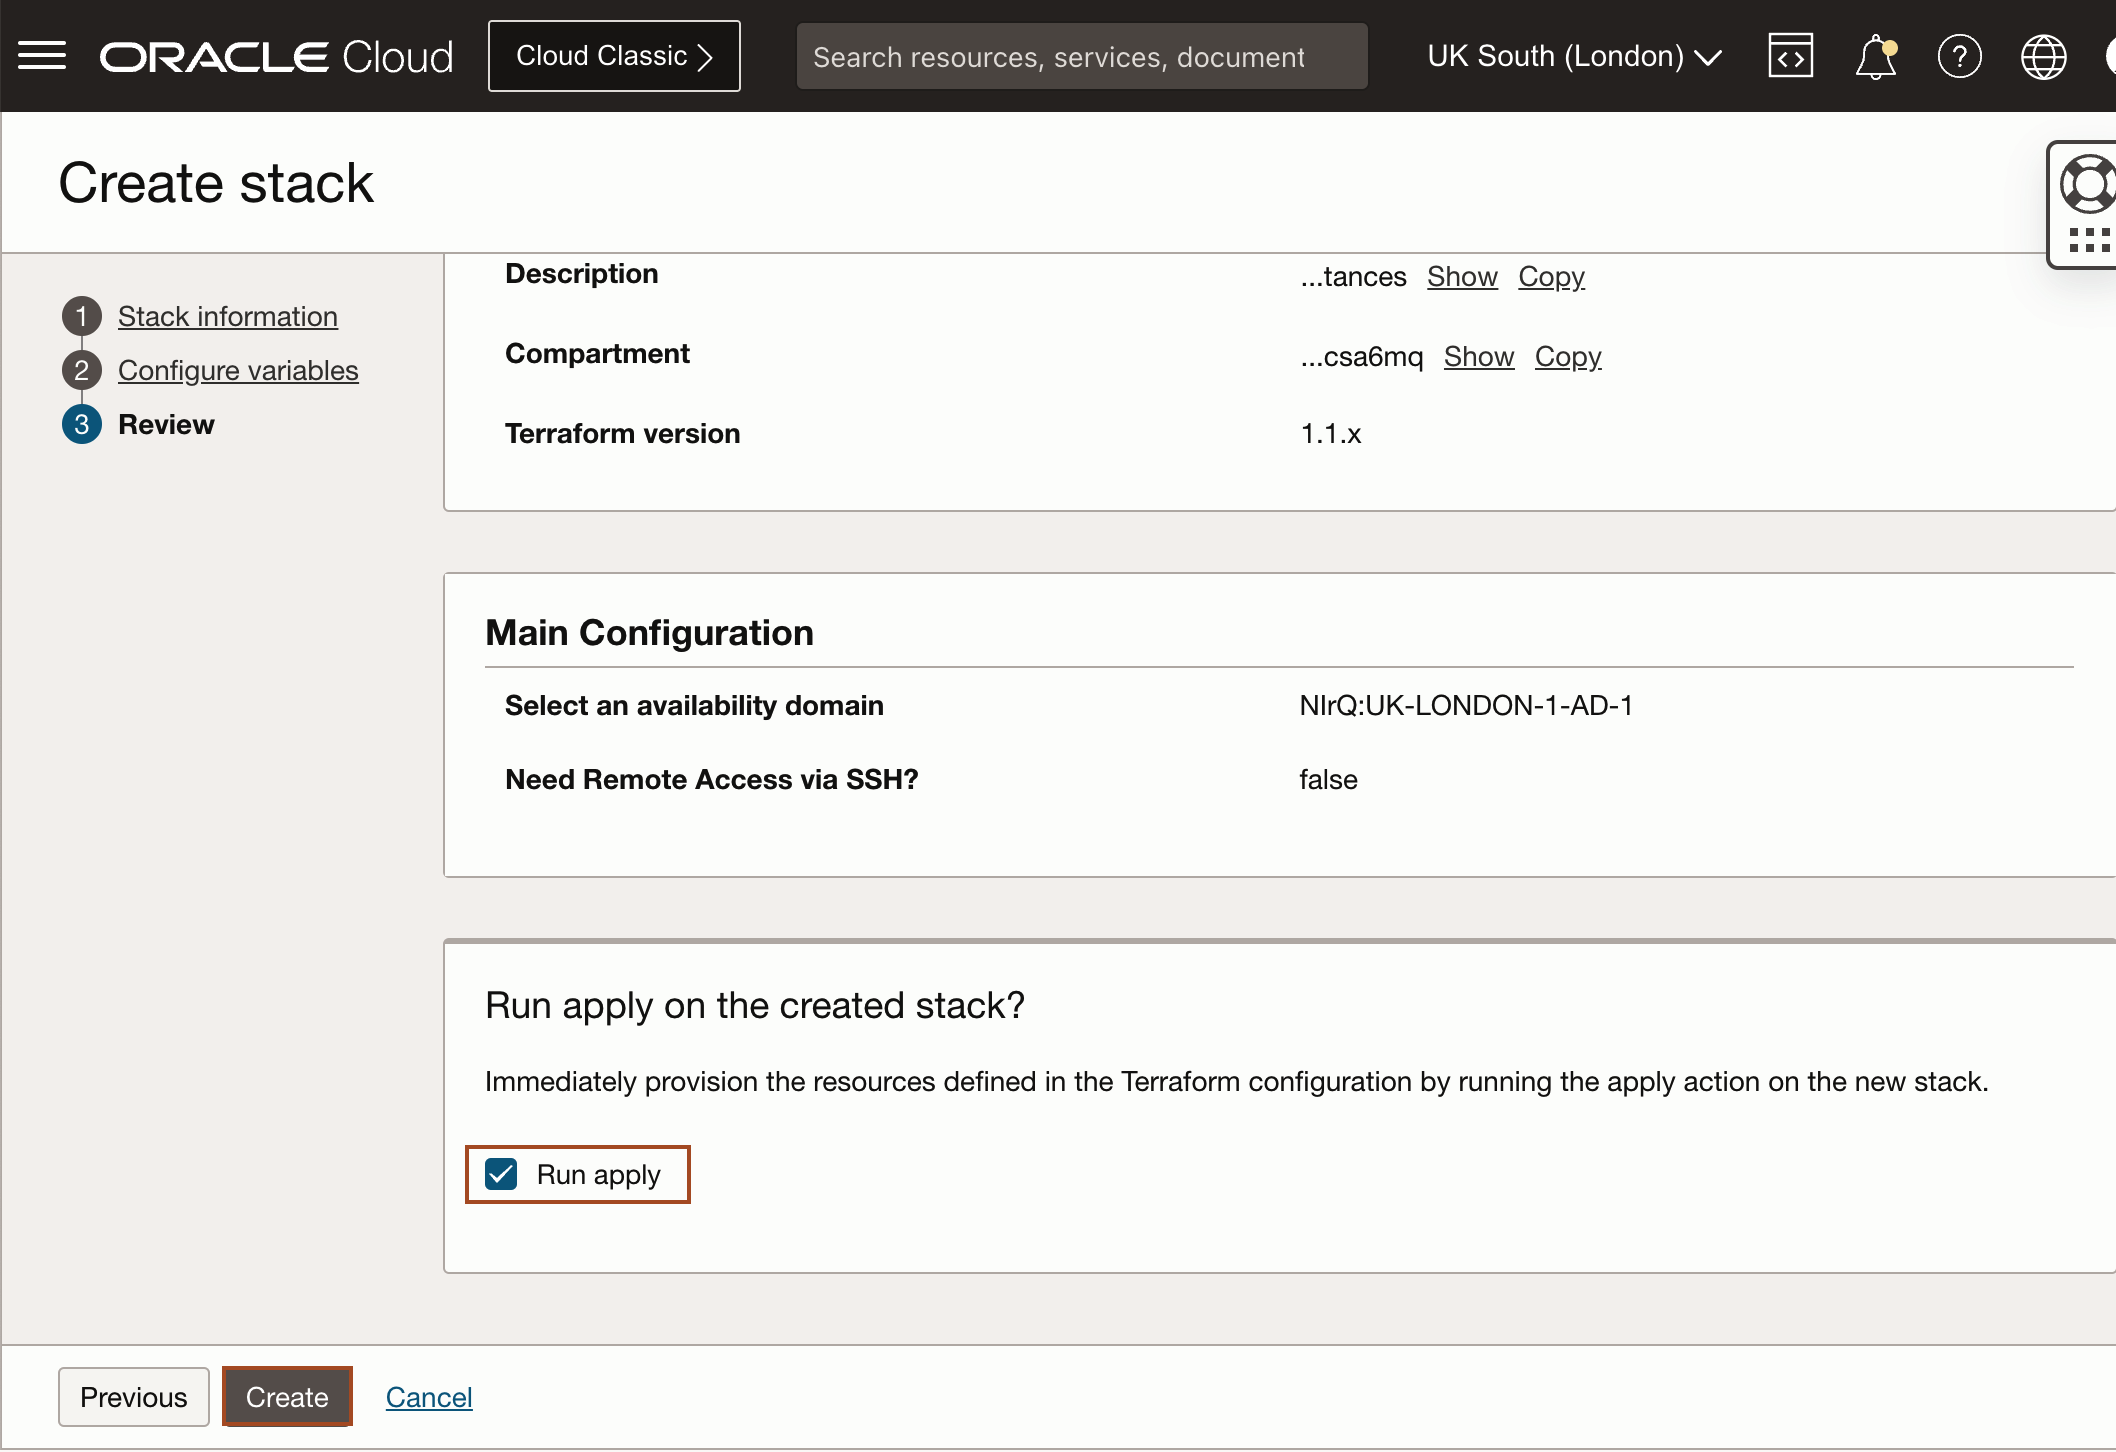 ORACLE Cloud
Cloud Classic
Search resources, services, document
UK South (London)
Create stack
1 Stack information
2 Configure variables
3 Review
Description ...tances Show Copy
Compartment ...csa6mq Show Copy
Terraform version 1.1.x
Main Configuration
Select an availability domain NIrQ:UK-LONDON-1-AD-1
Need Remote Access via SSH? false
Run apply on the created stack?
Immediately provision the resources defined in the Terraform configuration by running the apply action on the new stack.
Run apply
Previous Create Cancel